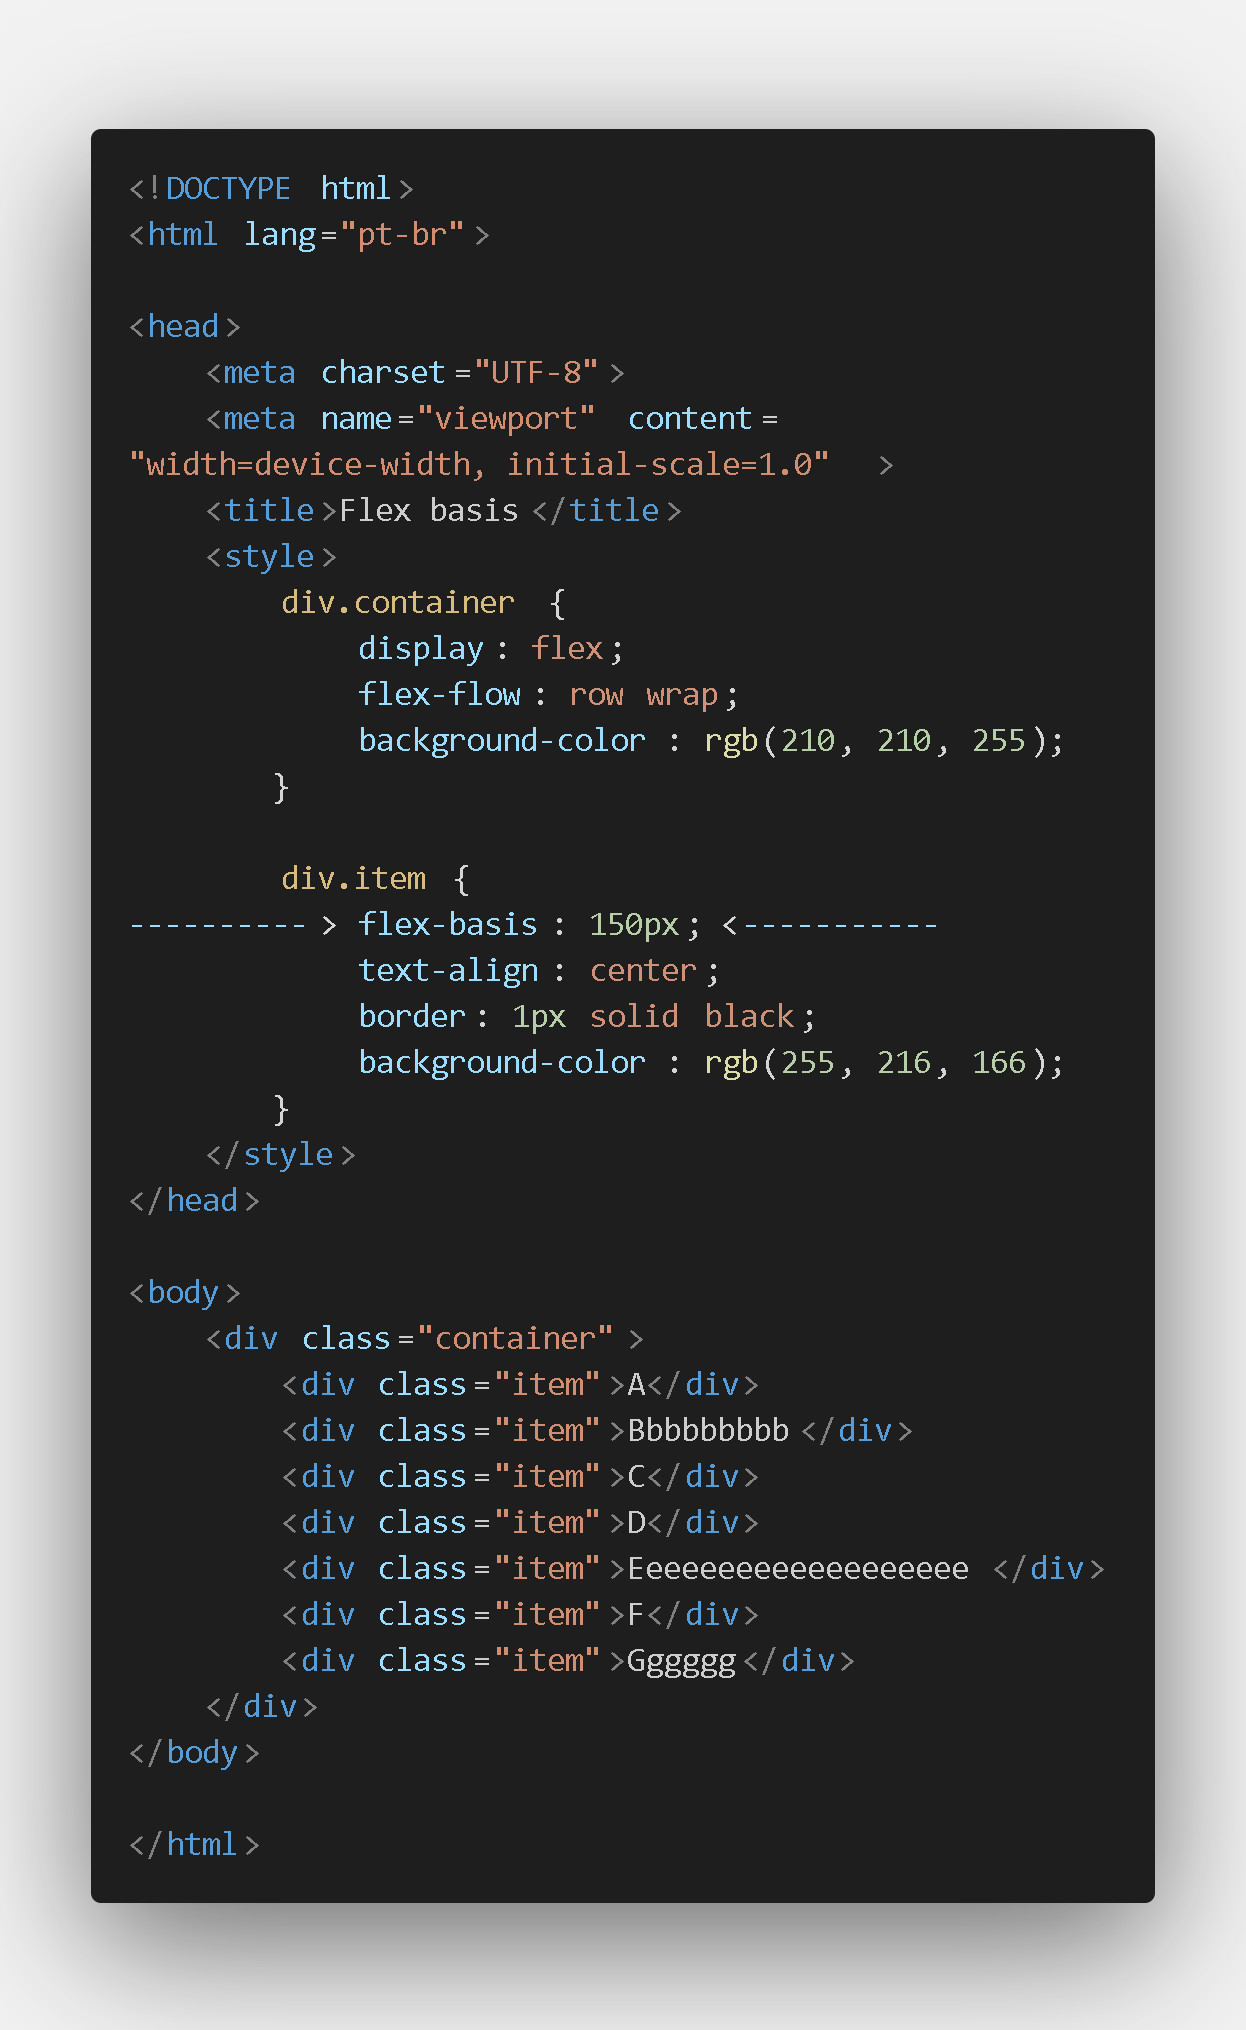 <!DOCTYPE html>
<html lang="pt-br">
<head>
    <meta charset="UTF-8">
    <meta name="viewport" content=
"width=device-width, initial-scale=1.0">
    <title>Flex basis</title>
    <style>
        div.container {
            display: flex;
            flex-flow: row wrap;
            background-color: rgb(210, 210, 255);
        }
        div.item {
----------> flex-basis: 150px; <-----------
            text-align: center;
            border: 1px solid black;
            background-color: rgb(255, 216, 166);
        }
    </style>
</head>
<body>
    <div class="container">
        <div class="item">A</div>
        <div class="item">Bbbbbbbbb</div>
        <div class="item">C</div>
        <div class="item">D</div>
        <div class="item">Eeeeeeeeeeeeeeeeeee</div>
        <div class="item">F</div>
        <div class="item">Gggggg</div>
    </div>
</body>
</html>